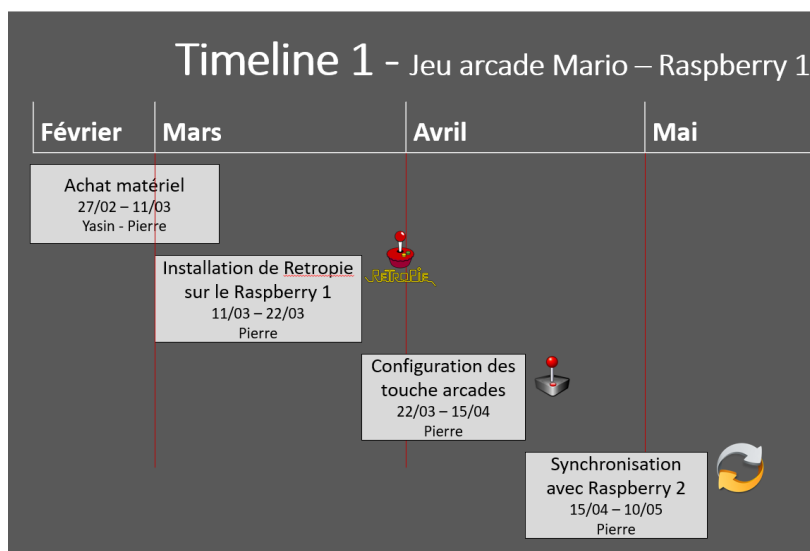 Timeline 1 - Jeu arcade Mario – Raspberry 1
Février
Mars
Avril
Mai
Achat matériel
27/02 – 11/03
Yasin - Pierre
Installation de Retropie
sur le Raspberry 1
11/03 – 22/03
Pierre
RETROPIE
Configuration des
touche arcades
22/03 – 15/04
Pierre
Synchronisation
avec Raspberry 2
15/04 – 10/05
Pierre